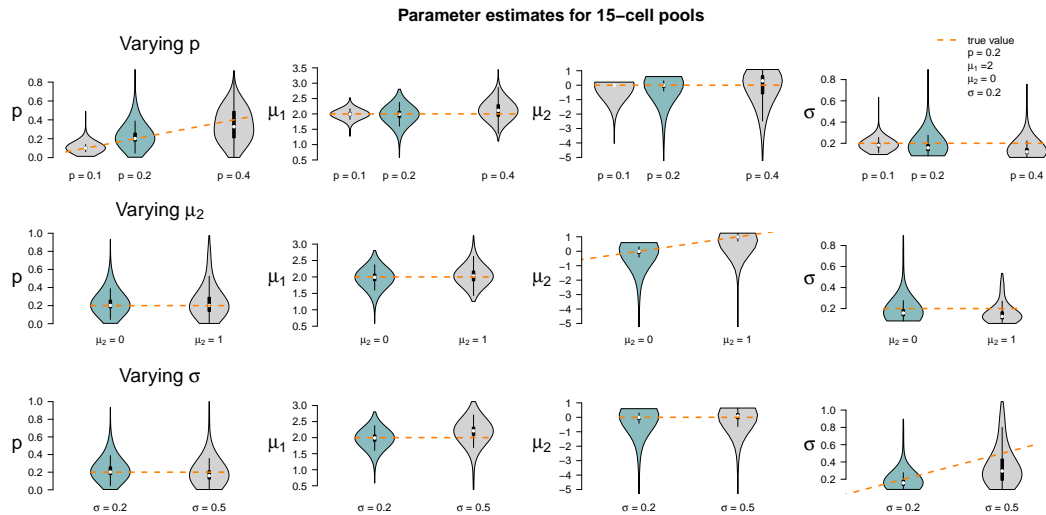 Parameter estimates for 15−cell pools
Varying p
true value
p = 0.2
μ1 =2
μ2 = 0
σ = 0.2
p
0.8
0.6
0.4
0.2
0.0
p = 0.1 p = 0.2 p = 0.4
μ1
3.5
3.0
2.5
2.0
1.5
1.0
0.5
p = 0.1 p = 0.2 p = 0.4
μ2
1
0
−1
−2
−3
−4
−5
p = 0.1 p = 0.2 p = 0.4
σ
0.8
0.6
0.4
0.2
p = 0.1 p = 0.2 p = 0.4
Varying μ2
p
1.0
0.8
0.6
0.4
0.2
0.0
μ2 = 0 μ2 = 1
μ1
3.0
2.5
2.0
1.5
1.0
0.5
μ2 = 0 μ2 = 1
μ2
1
0
−1
−2
−3
−4
−5
μ2 = 0 μ2 = 1
σ
0.8
0.6
0.4
0.2
μ2 = 0 μ2 = 1
Varying σ
p
1.0
0.8
0.6
0.4
0.2
0.0
σ = 0.2 σ = 0.5
μ1
3.0
2.5
2.0
1.5
1.0
0.5
σ = 0.2 σ = 0.5
μ2
1
0
−1
−2
−3
−4
−5
σ = 0.2 σ = 0.5
σ
1.0
0.8
0.6
0.4
0.2
σ = 0.2 σ = 0.5